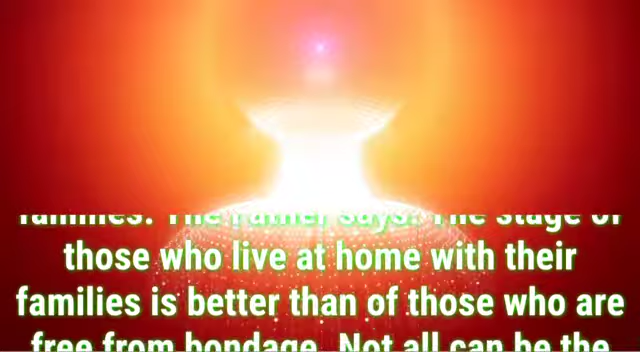 families. The Father says: The stage of
those who live at home with their
families is better than of those who are
free from bondage. Not all can be the